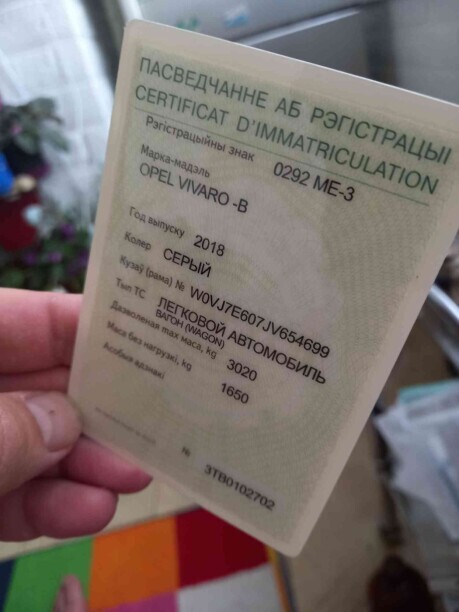 ПАСВЕДЧАННЕ АБ РЭГІСТРАЦЫІ
CERTIFICAT D'IMMATRICULATION
Рэгістрацыйны знак 0292 ME-3
Марка-мадэль
OPEL VIVARO -B
Год выпуску 2018
Колер СЕРЫЙ
Кузаў (рама) № W0VJ7E607JV654699
Тып ТС ЛЕГКОВОЙ АВТОМОБИЛЬ
ВАГОН (WAGON)
Дазволеная max маса, kg 3020
Маса без нагрузкі, kg 1650
Асобыя адзнакі
№ 3TB0102702